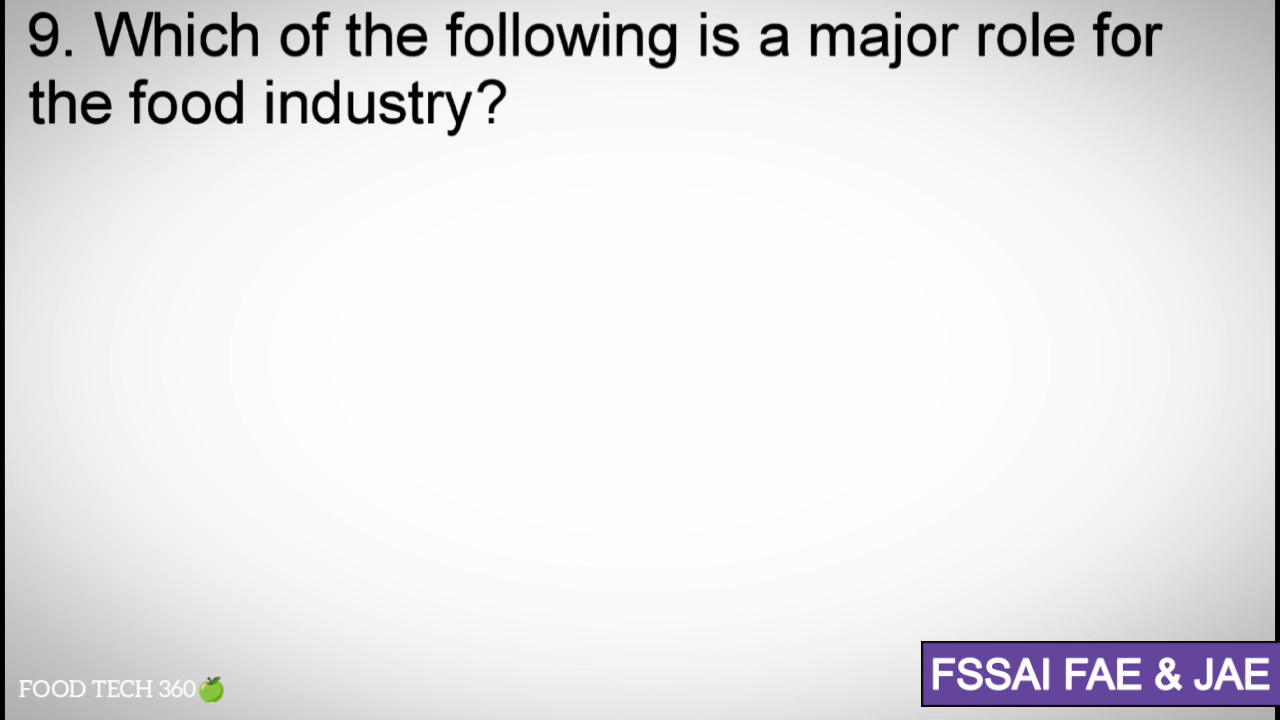 9. Which of the following is a major role for
the food industry?
FOOD TECH 360
FSSAI FAE & JAE